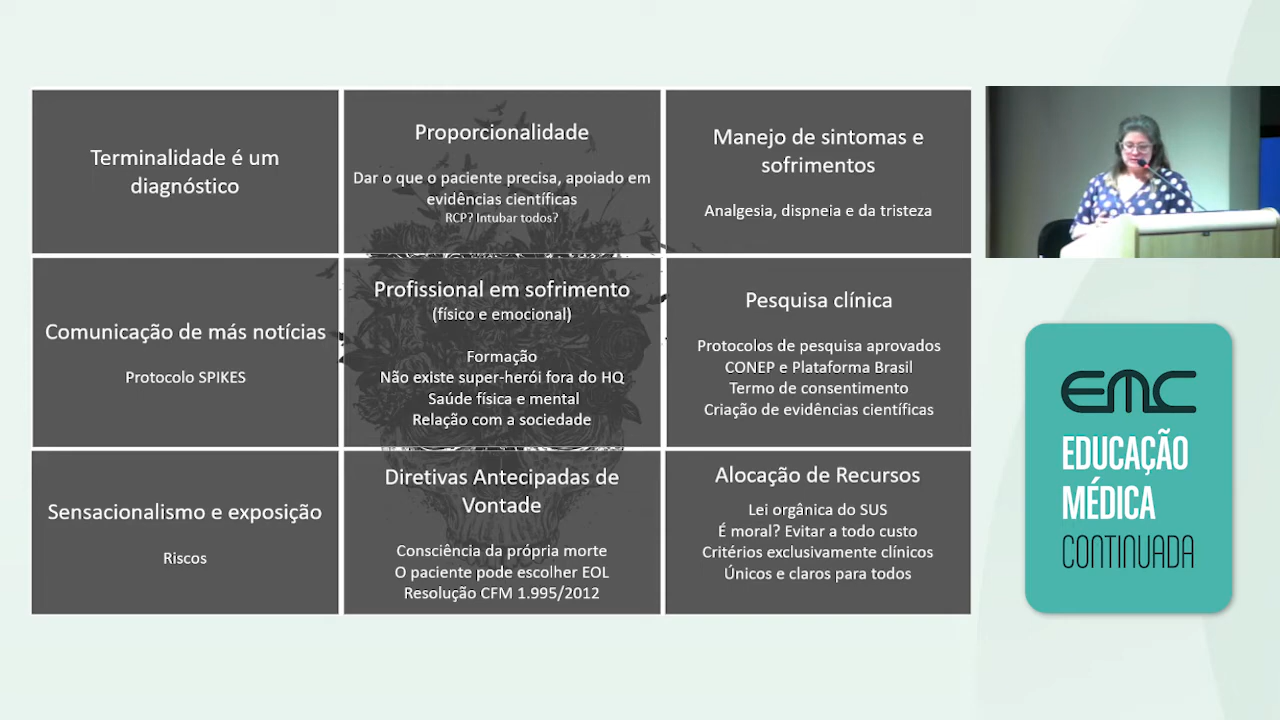 Terminalidade é um
diagnóstico
Proporcionalidade
Dar o que o paciente precisa, apoiado em
evidências científicas
RCP? Intubar todos?
Manejo de sintomas e
sofrimentos
Analgesia, dispneia e da tristeza
Comunicação de más notícias
Protocolo SPIKES
Profissional em sofrimento
(físico e emocional)
Formação
Não existe super-herói fora do HQ
Saúde física e mental
Relação com a sociedade
Pesquisa clínica
Protocolos de pesquisa aprovados
CONEP e Plataforma Brasil
Termo de consentimento
Criação de evidências científicas
Sensacionalismo e exposição
Riscos
Diretivas Antecipadas de
Vontade
Consciência da própria morte
O paciente pode escolher EOL
Resolução CFM 1.995/2012
Alocação de Recursos
Lei orgânica do SUS
É moral? Evitar a todo custo
Critérios exclusivamente clínicos
Únicos e claros para todos
EMC
EDUCAÇÃO
MÉDICA
CONTINUADA